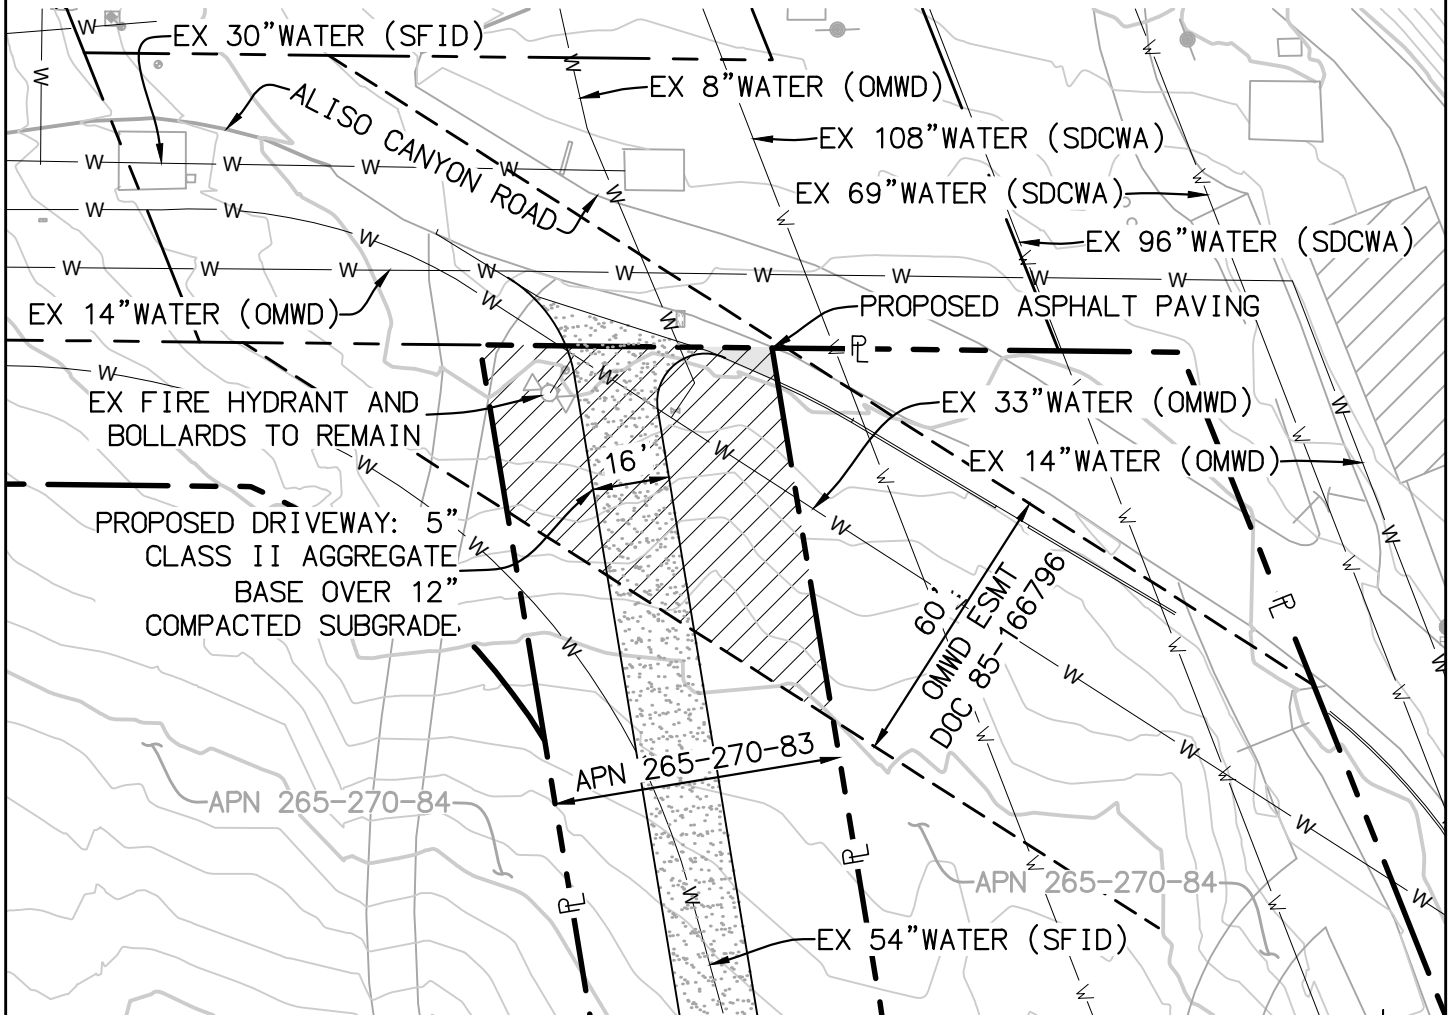 EX 30"WATER (SFID)
EX 8"WATER (OMWD)
ALISO CANYON ROAD
EX 108"WATER (SDCWA)
EX 69"WATER (SDCWA)
EX 96"WATER (SDCWA)
EX 14"WATER (OMWD)
PROPOSED ASPHALT PAVING
PL
EX FIRE HYDRANT AND
BOLLARDS TO REMAIN
EX 33"WATER (OMWD)
16'
EX 14"WATER (OMWD)
PROPOSED DRIVEWAY: 5"
CLASS II AGGREGATE
BASE OVER 12"
COMPACTED SUBGRADE
60'
OMWD ESMT
DOC 85-166796
PL
APN 265-270-83
APN 265-270-84
PL
PL
APN 265-270-84
EX 54"WATER (SFID)
W W W W W W W W W W W W W W W W W W W W W W W W W W W W W W W W W W W W W W W W W W W W W W W W W W